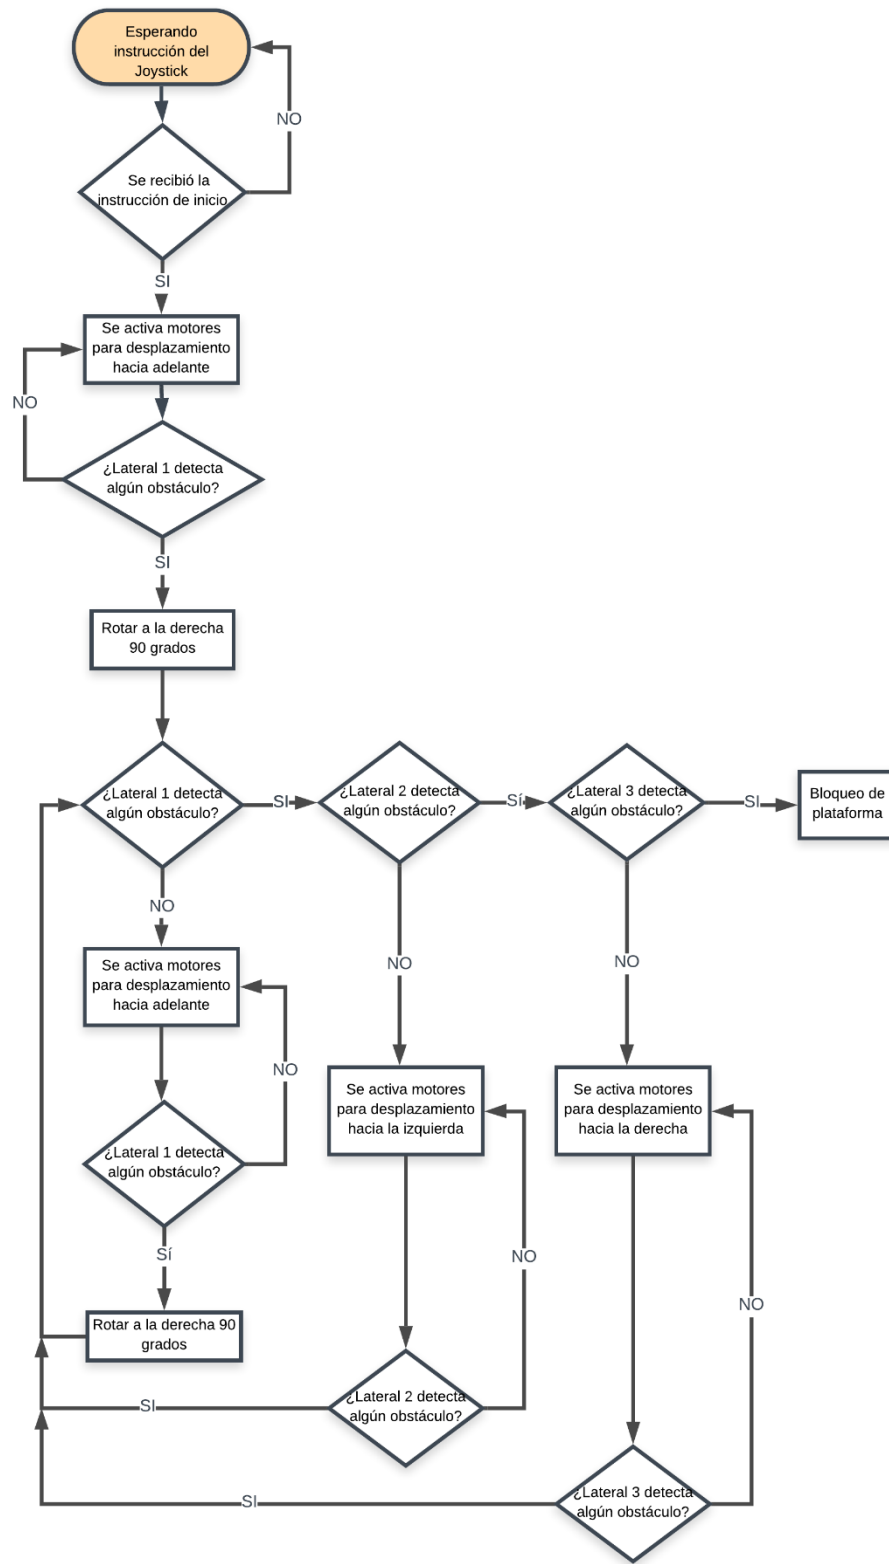 Esperando
instrucción del
Joystick
NO
Se recibió la
instrucción de inicio
SI
Se activa motores
para desplazamiento
hacia adelante
NO
¿Lateral 1 detecta
algún obstáculo?
SI
Rotar a la derecha
90 grados
¿Lateral 1 detecta
algún obstáculo?
SI
¿Lateral 2 detecta
algún obstáculo?
Sí
¿Lateral 3 detecta
algún obstáculo?
SI
Bloqueo de
plataforma
NO
NO
NO
Se activa motores
para desplazamiento
hacia adelante
NO
¿Lateral 1 detecta
algún obstáculo?
Sí
Rotar a la derecha 90
grados
Se activa motores
para desplazamiento
hacia la izquierda
NO
¿Lateral 2 detecta
algún obstáculo?
SI
Se activa motores
para desplazamiento
hacia la derecha
NO
¿Lateral 3 detecta
algún obstáculo?
SI